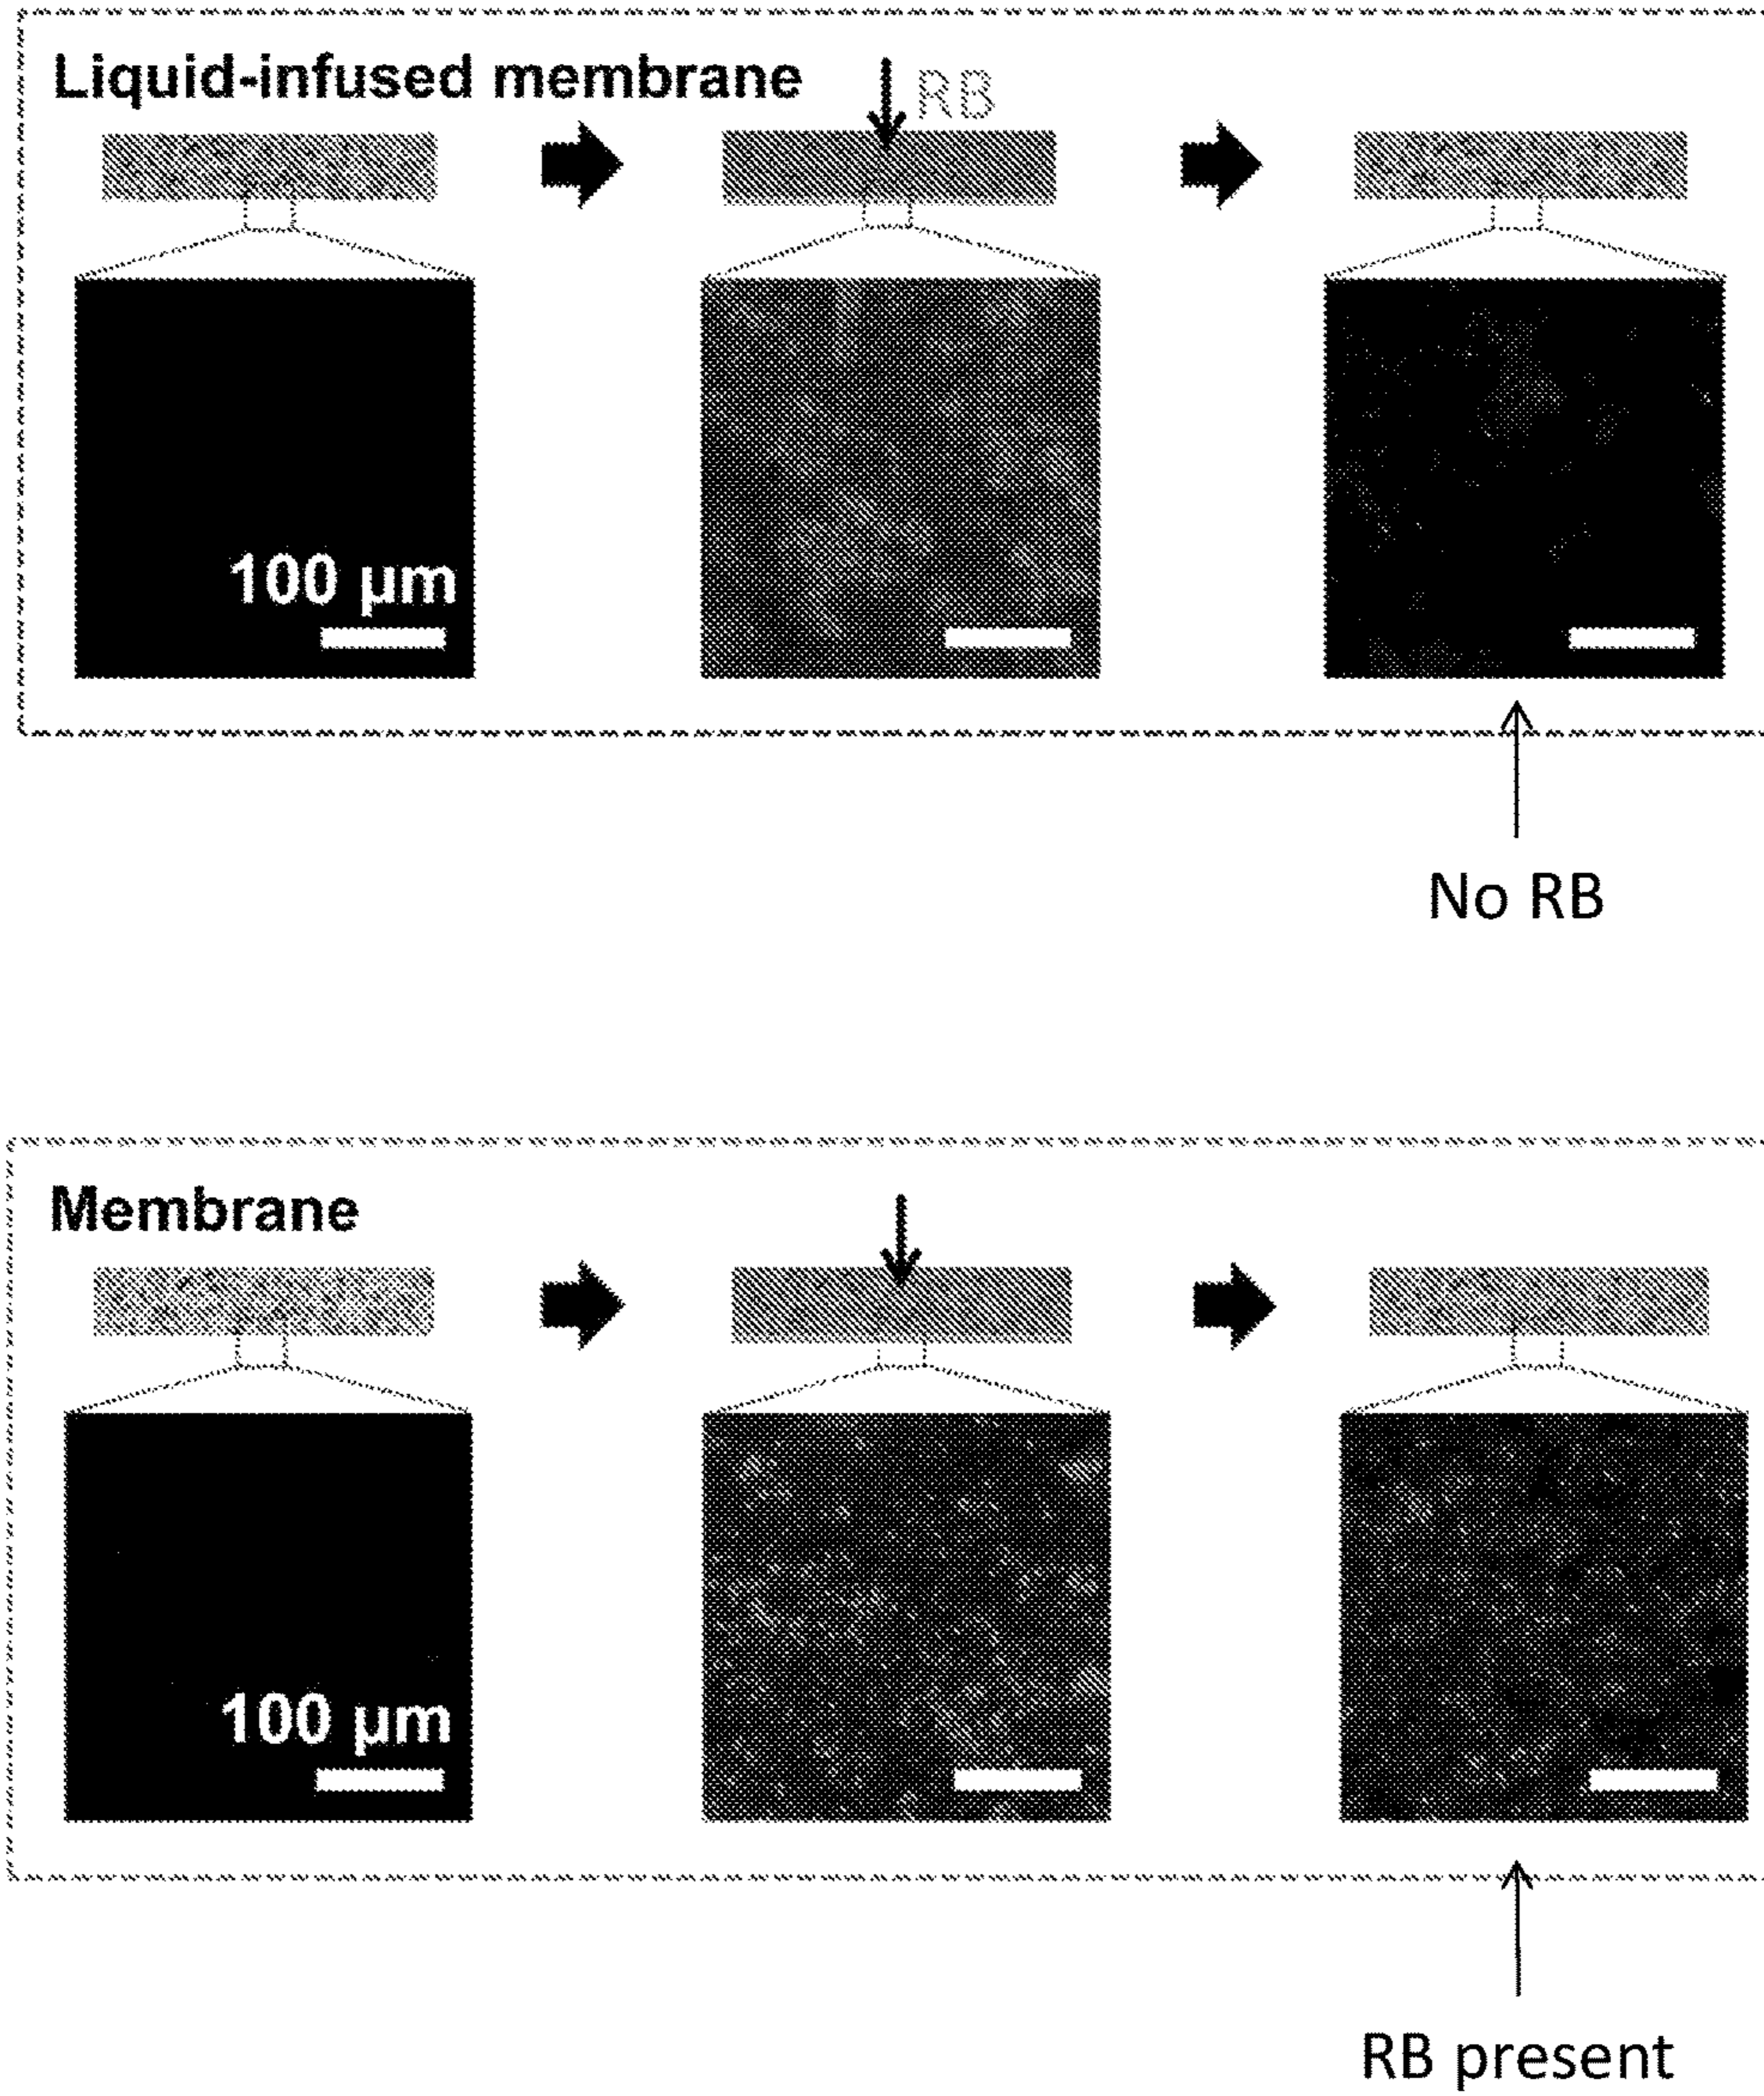 Liquid-infused membrane
RB
100 µm
No RB
Membrane
100 µm
RB present